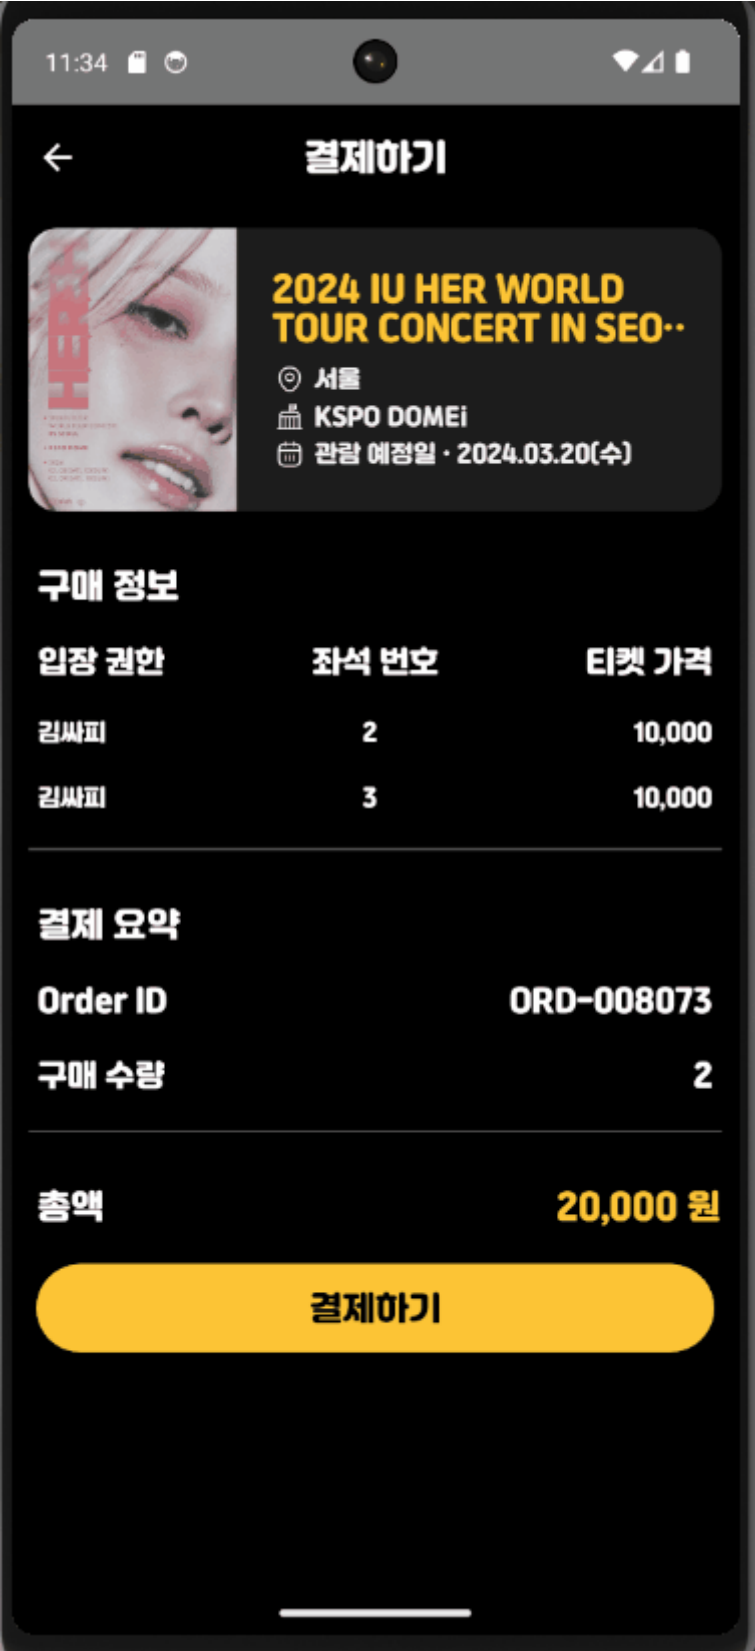 11:34
결제하기
HER
2024 IU HER WORLD
TOUR CONCERT IN SEO··
서울
KSPO DOMEi
관람 예정일 · 2024.03.20(수)
구매 정보
입장 권한 좌석 번호 티켓 가격
김싸피 2 10,000
김싸피 3 10,000
결제 요약
Order ID ORD-008073
구매 수량 2
총액 20,000 원
결제하기